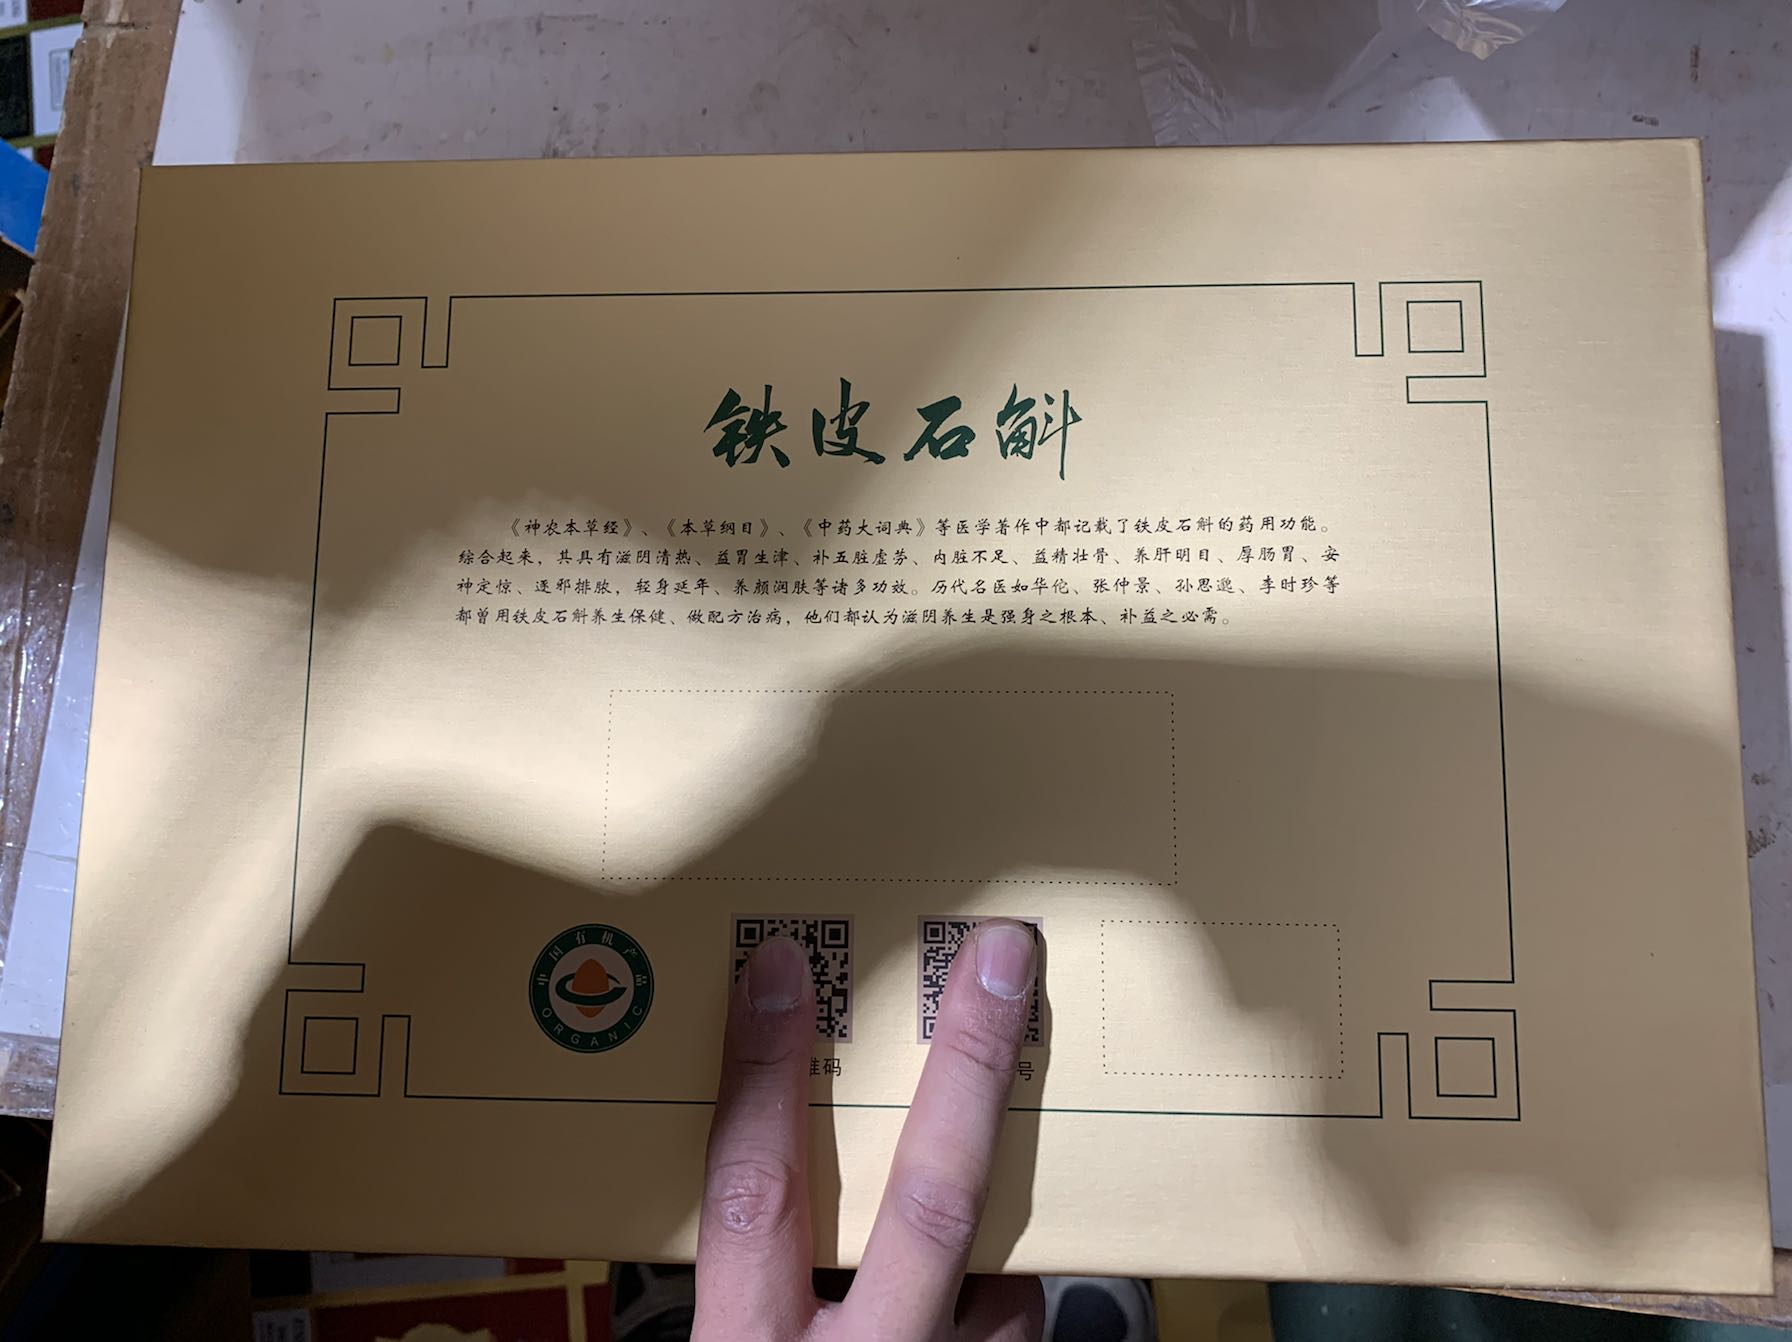 铁皮石斛
《神农本草经》、《本草纲目》、《中药大词典》等医学著作中都记载了铁皮石斛的药用功能。
综合起来，其具有滋阴清热、益胃生津、补五脏虚劳、内脏不足、益精壮骨、养肝明目、厚肠胃、安
神定惊、逐邪排脓，轻身延年、养颜润肤等诸多功效。历代名医如华佗、张仲景、孙思邈、李时珍等
都曾用铁皮石斛养生保健、做配方治病，他们都认为滋阴养生是强身之根本、补益之必需。
中国有机产品
ORGANIC
维码
号